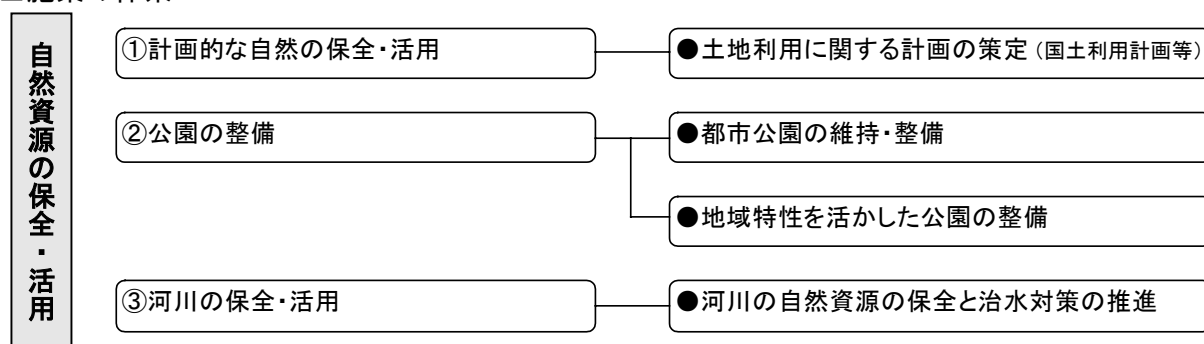 自然資源の保全・活用
①計画的な自然の保全・活用
●土地利用に関する計画の策定（国土利用計画等）
②公園の整備
●都市公園の維持・整備
●地域特性を活かした公園の整備
③河川の保全・活用
●河川の自然資源の保全と治水対策の推進